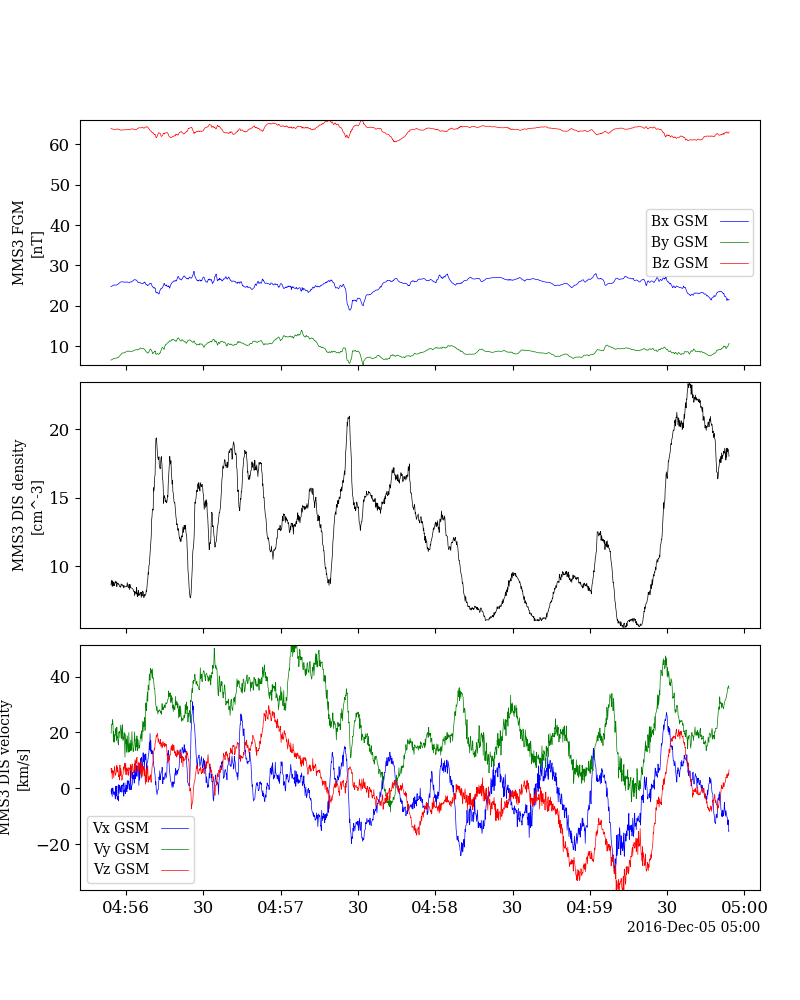 MMS3 FGM
[nT]
60
50
40
30
20
10
Bx GSM
By GSM
Bz GSM
MMS3 DIS density
[cm^-3]
20
15
10
MMS3 DIS velocity
[km/s]
40
20
0
−20
Vx GSM
Vy GSM
Vz GSM
04:56 30 04:57 30 04:58 30 04:59 30 05:00
2016-Dec-05 05:00